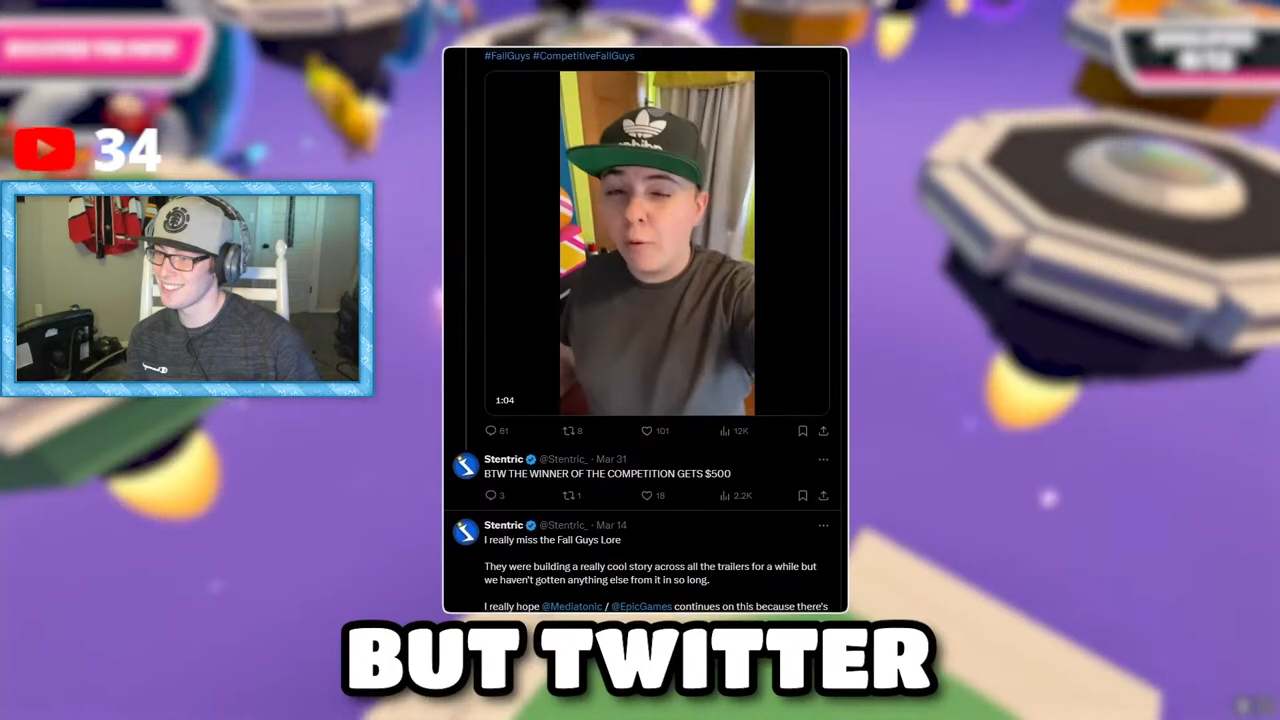 #FallGuys #CompetitiveFallGuys
34
1:04
61 8 101 12K
Stentric @Stentric_ · Mar 31
BTW THE WINNER OF THE COMPETITION GETS $500
3 1 18 2.2K
Stentric @Stentric_ · Mar 14
I really miss the Fall Guys Lore
They were building a really cool story across all the trailers for a while but
we haven't gotten anything else from it in so long.
I really hope @Mediatonic / @EpicGames continues on this because there's
BUT TWITTER